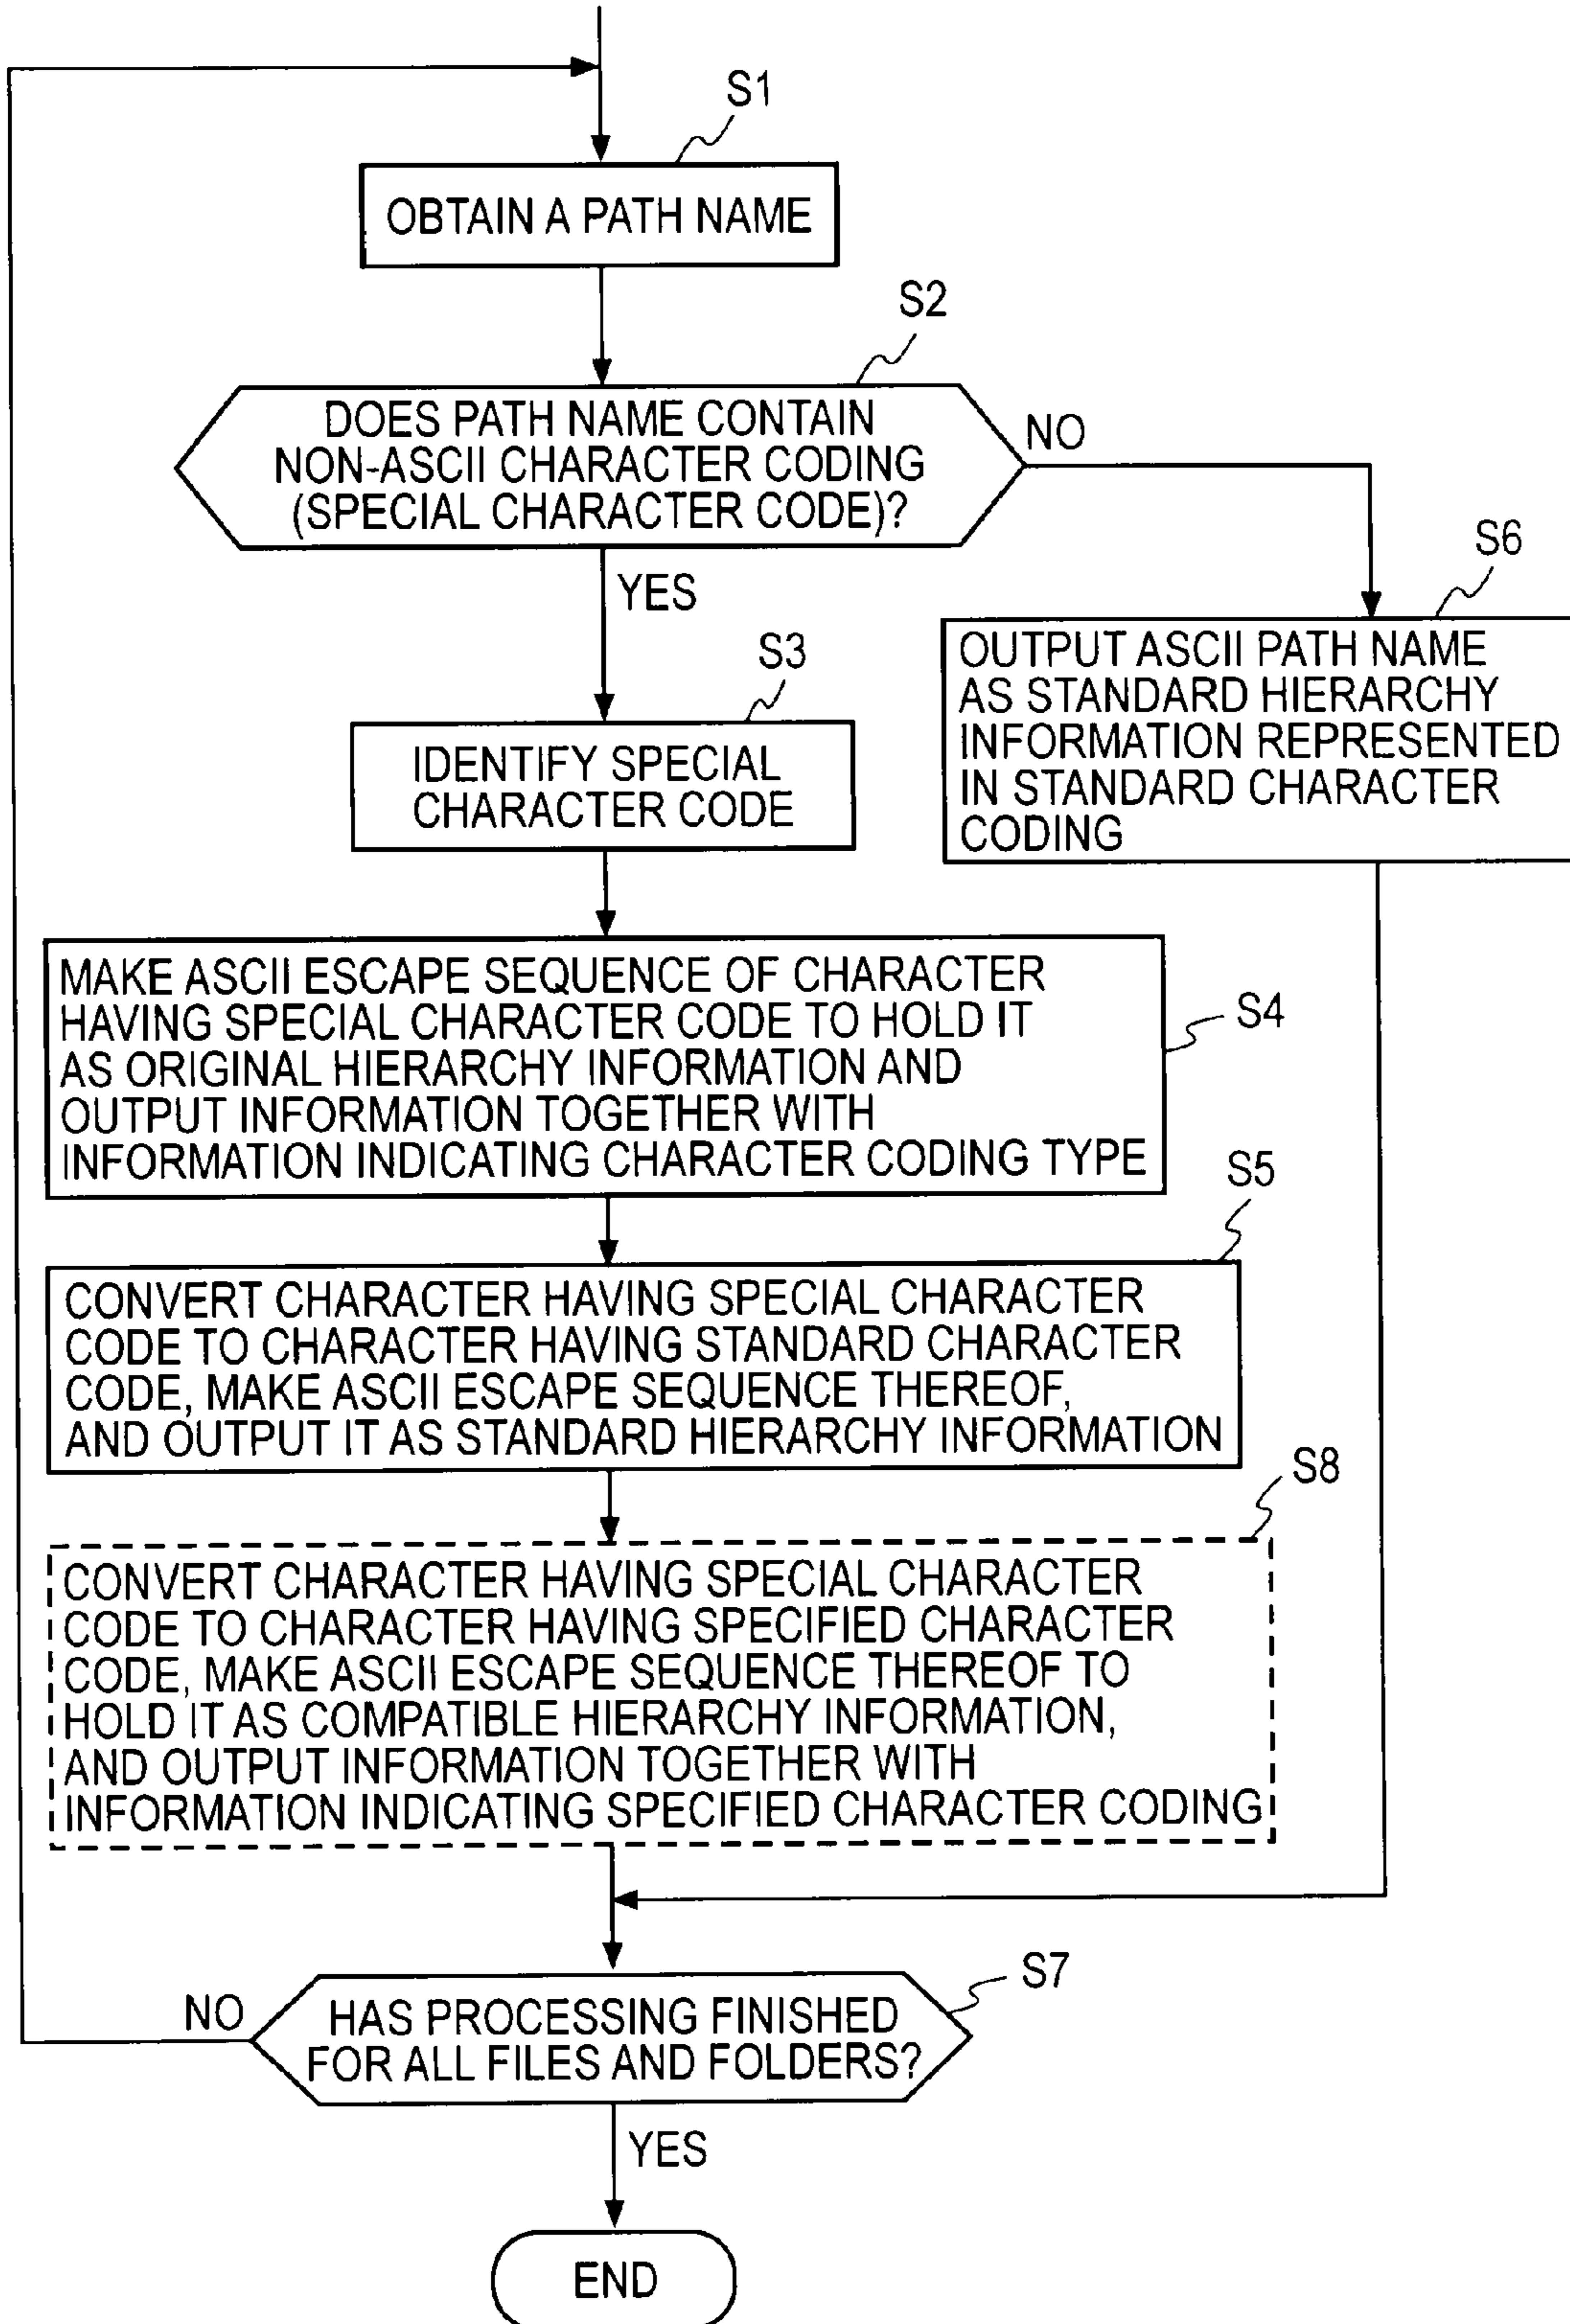 S1
OBTAIN A PATH NAME
S2
DOES PATH NAME CONTAIN
NON-ASCII CHARACTER CODING
(SPECIAL CHARACTER CODE)?
NO
YES
S6
OUTPUT ASCII PATH NAME
AS STANDARD HIERARCHY
INFORMATION REPRESENTED
IN STANDARD CHARACTER
CODING
S3
IDENTIFY SPECIAL
CHARACTER CODE
MAKE ASCII ESCAPE SEQUENCE OF CHARACTER
HAVING SPECIAL CHARACTER CODE TO HOLD IT
AS ORIGINAL HIERARCHY INFORMATION AND
OUTPUT INFORMATION TOGETHER WITH
INFORMATION INDICATING CHARACTER CODING TYPE
S4
S5
CONVERT CHARACTER HAVING SPECIAL CHARACTER
CODE TO CHARACTER HAVING STANDARD CHARACTER
CODE, MAKE ASCII ESCAPE SEQUENCE THEREOF,
AND OUTPUT IT AS STANDARD HIERARCHY INFORMATION
S8
CONVERT CHARACTER HAVING SPECIAL CHARACTER
CODE TO CHARACTER HAVING SPECIFIED CHARACTER
CODE, MAKE ASCII ESCAPE SEQUENCE THEREOF TO
HOLD IT AS COMPATIBLE HIERARCHY INFORMATION,
AND OUTPUT INFORMATION TOGETHER WITH
INFORMATION INDICATING SPECIFIED CHARACTER CODING
S7
NO
HAS PROCESSING FINISHED
FOR ALL FILES AND FOLDERS?
YES
END